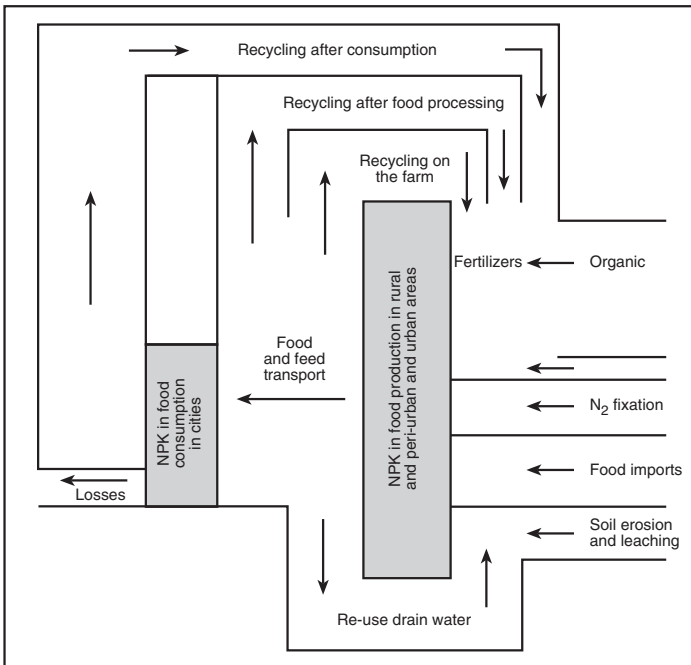 Recycling after consumption
Recycling after food processing
Recycling on
the farm
Fertilizers
Organic
NPK in food production in rural
and peri-urban and urban areas
Food
and feed
transport
NPK in food
consumption
in cities
N2 fixation
Food imports
Losses
Soil erosion
and leaching
Re-use drain water